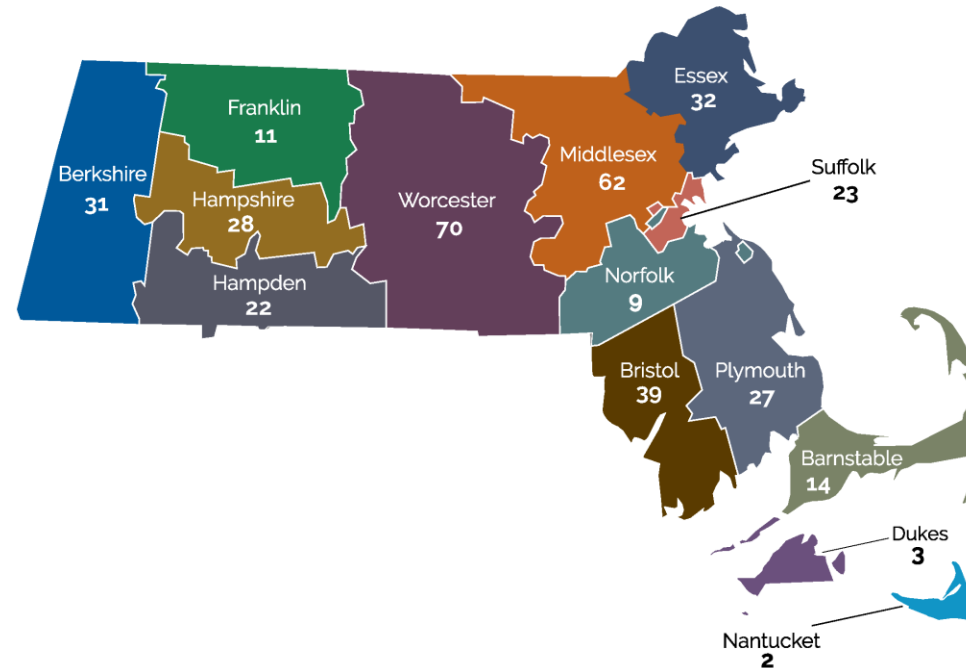 Essex
32
Franklin
11
Middlesex
62
Suffolk
23
Berkshire
31
Hampshire
28
Worcester
70
Hampden
22
Norfolk
9
Bristol
39
Plymouth
27
Barnstable
14
Dukes
3
Nantucket
2